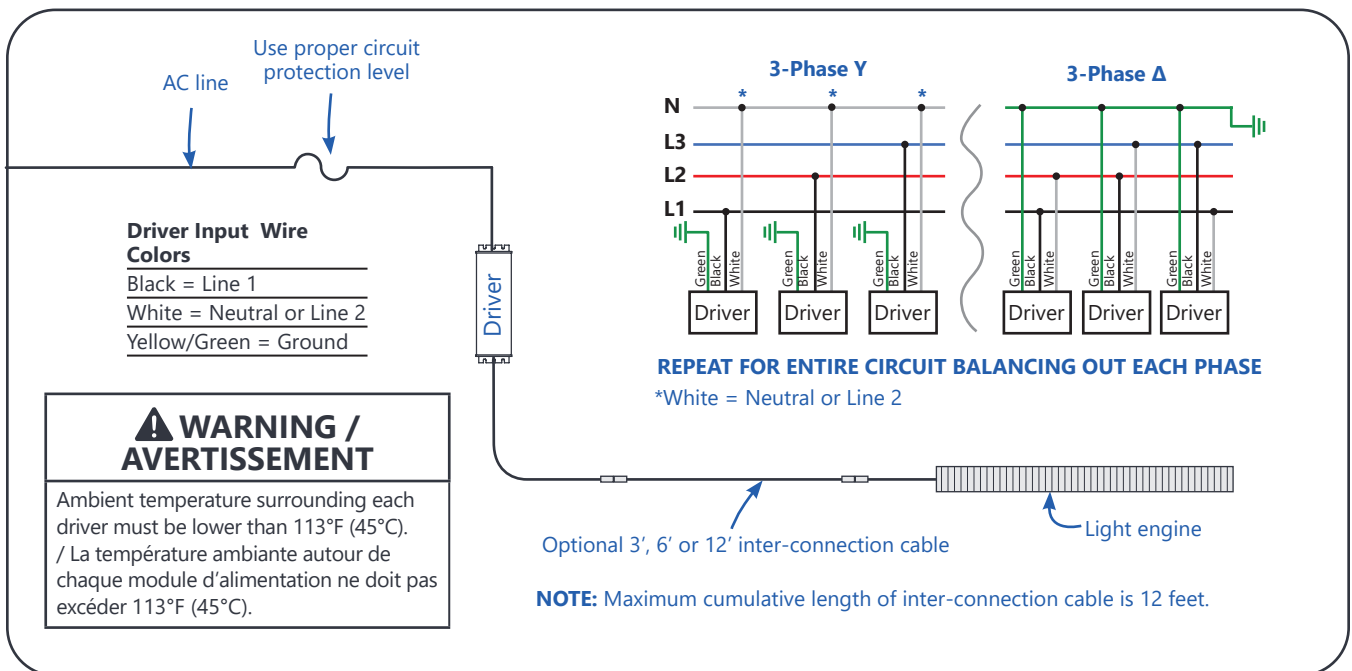 Use proper circuit
protection level
AC line
Driver Input Wire
Colors
Black = Line 1
White = Neutral or Line 2
Yellow/Green = Ground
Driver
⚠ WARNING /
AVERTISSEMENT
Ambient temperature surrounding each
driver must be lower than 113°F (45°C).
/ La température ambiante autour de
chaque module d’alimentation ne doit pas
excéder 113°F (45°C).
3-Phase Y
3-Phase Δ
* * *
N
L3
L2
L1
Green
Black
White
Green
Black
White
Green
Black
White
Green
Black
White
Green
Black
White
Green
Black
White
Driver
Driver
Driver
Driver
Driver
Driver
REPEAT FOR ENTIRE CIRCUIT BALANCING OUT EACH PHASE
*White = Neutral or Line 2
Optional 3’, 6’ or 12’ inter-connection cable
Light engine
NOTE: Maximum cumulative length of inter-connection cable is 12 feet.